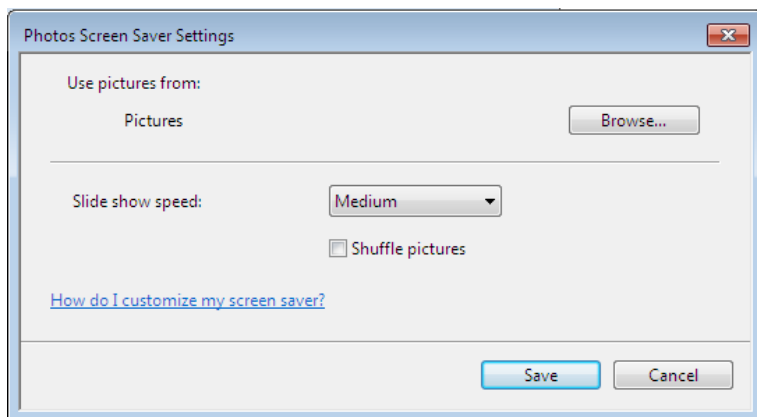 Photos Screen Saver Settings
Use pictures from:
Pictures
Browse...
Slide show speed:
Medium
Shuffle pictures
How do I customize my screen saver?
Save
Cancel